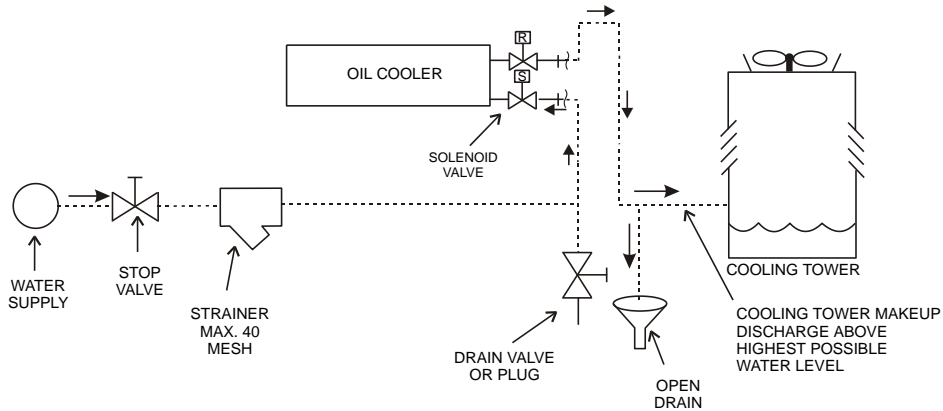 R
OIL COOLER
S
SOLENOID
VALVE
WATER
SUPPLY
STOP
VALVE
STRAINER
MAX. 40
MESH
DRAIN VALVE
OR PLUG
OPEN
DRAIN
COOLING TOWER
COOLING TOWER MAKEUP
DISCHARGE ABOVE
HIGHEST POSSIBLE
WATER LEVEL